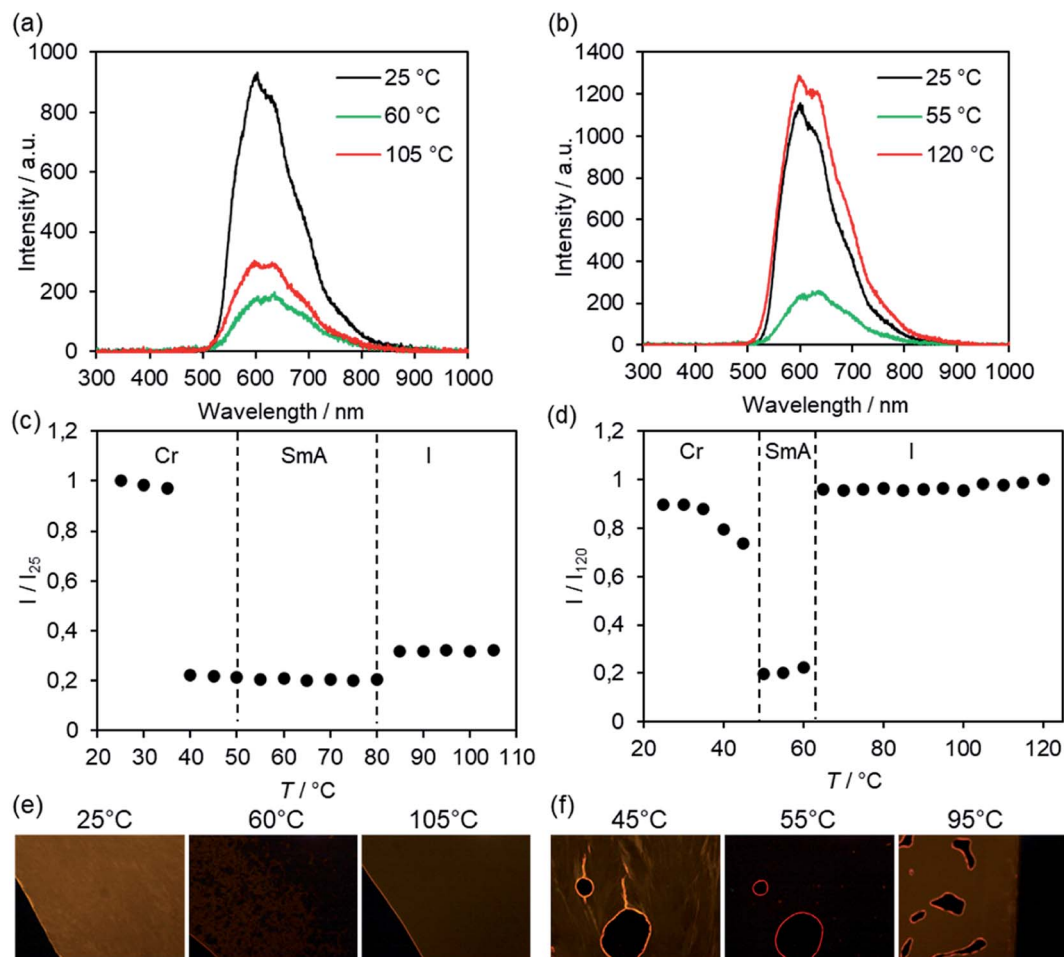 (a)
1000
800
600
400
200
0
Intensity / a.u.
25 °C
60 °C
105 °C
300 400 500 600 700 800 900 1000
Wavelength / nm
(b)
1400
1200
1000
800
600
400
200
0
Intensity / a.u.
25 °C
55 °C
120 °C
300 400 500 600 700 800 900 1000
Wavelength / nm
(c)
1,2
1
0,8
0,6
0,4
0,2
0
I / I25
Cr SmA I
20 30 40 50 60 70 80 90 100 110
T / °C
(d)
1,2
1
0,8
0,6
0,4
0,2
0
I / I120
Cr SmA I
20 40 60 80 100 120
T / °C
(e)
25°C 60°C 105°C
(f)
45°C 55°C 95°C